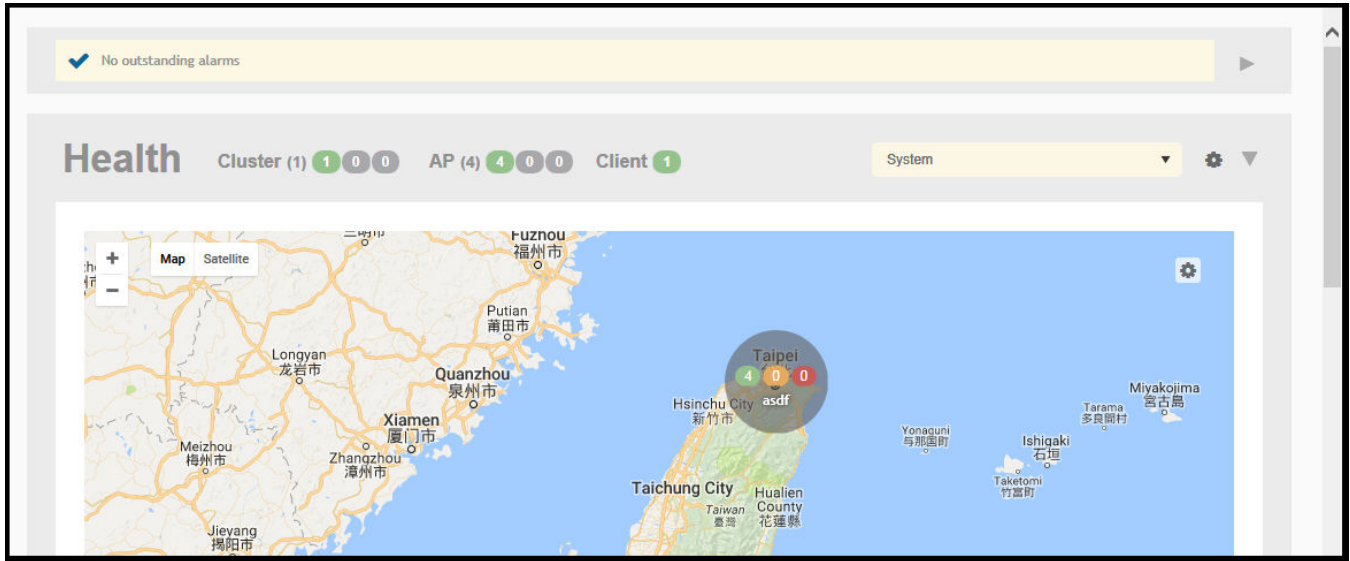 No outstanding alarms
Health Cluster (1) 1 0 0 AP (4) 4 0 0 Client 1 System
+ Map Satellite
−
三明市
Fuzhou
福州市
Putian
莆田市
Longyan
龙岩市
Quanzhou
泉州市
Xiamen
厦门市
Meizhou
梅州市
Zhangzhou
漳州市
Jieyang
揭阳市
Taipei
4 0 0
asdf
Hsinchu City
新竹市
Taichung City
Taiwan
臺灣
Hualien
County
花蓮縣
Yonaguni
与那国町
Ishigaki
石垣
Taketomi
竹富町
Tarama
多良間村
Miyakojima
宮古島